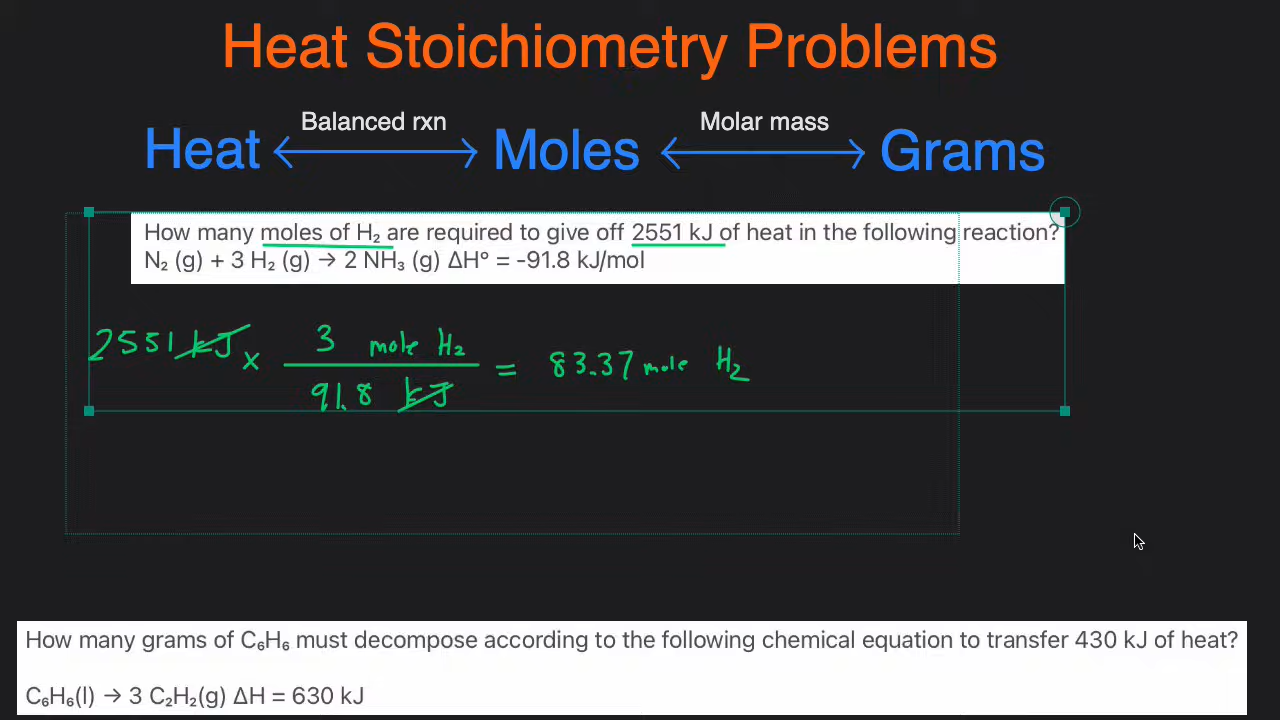 Heat Stoichiometry Problems
Balanced rxn Molar mass
Heat Moles Grams
How many moles of H₂ are required to give off 2551 kJ of heat in the following reaction?
N₂ (g) + 3 H₂ (g) → 2 NH₃ (g) ΔH° = -91.8 kJ/mol
2551 kJ x 3 mole H₂ = 83.37 mole H₂
91.8 kJ
How many grams of C₆H₆ must decompose according to the following chemical equation to transfer 430 kJ of heat?
C₆H₆(l) → 3 C₂H₂(g) ΔH = 630 kJ